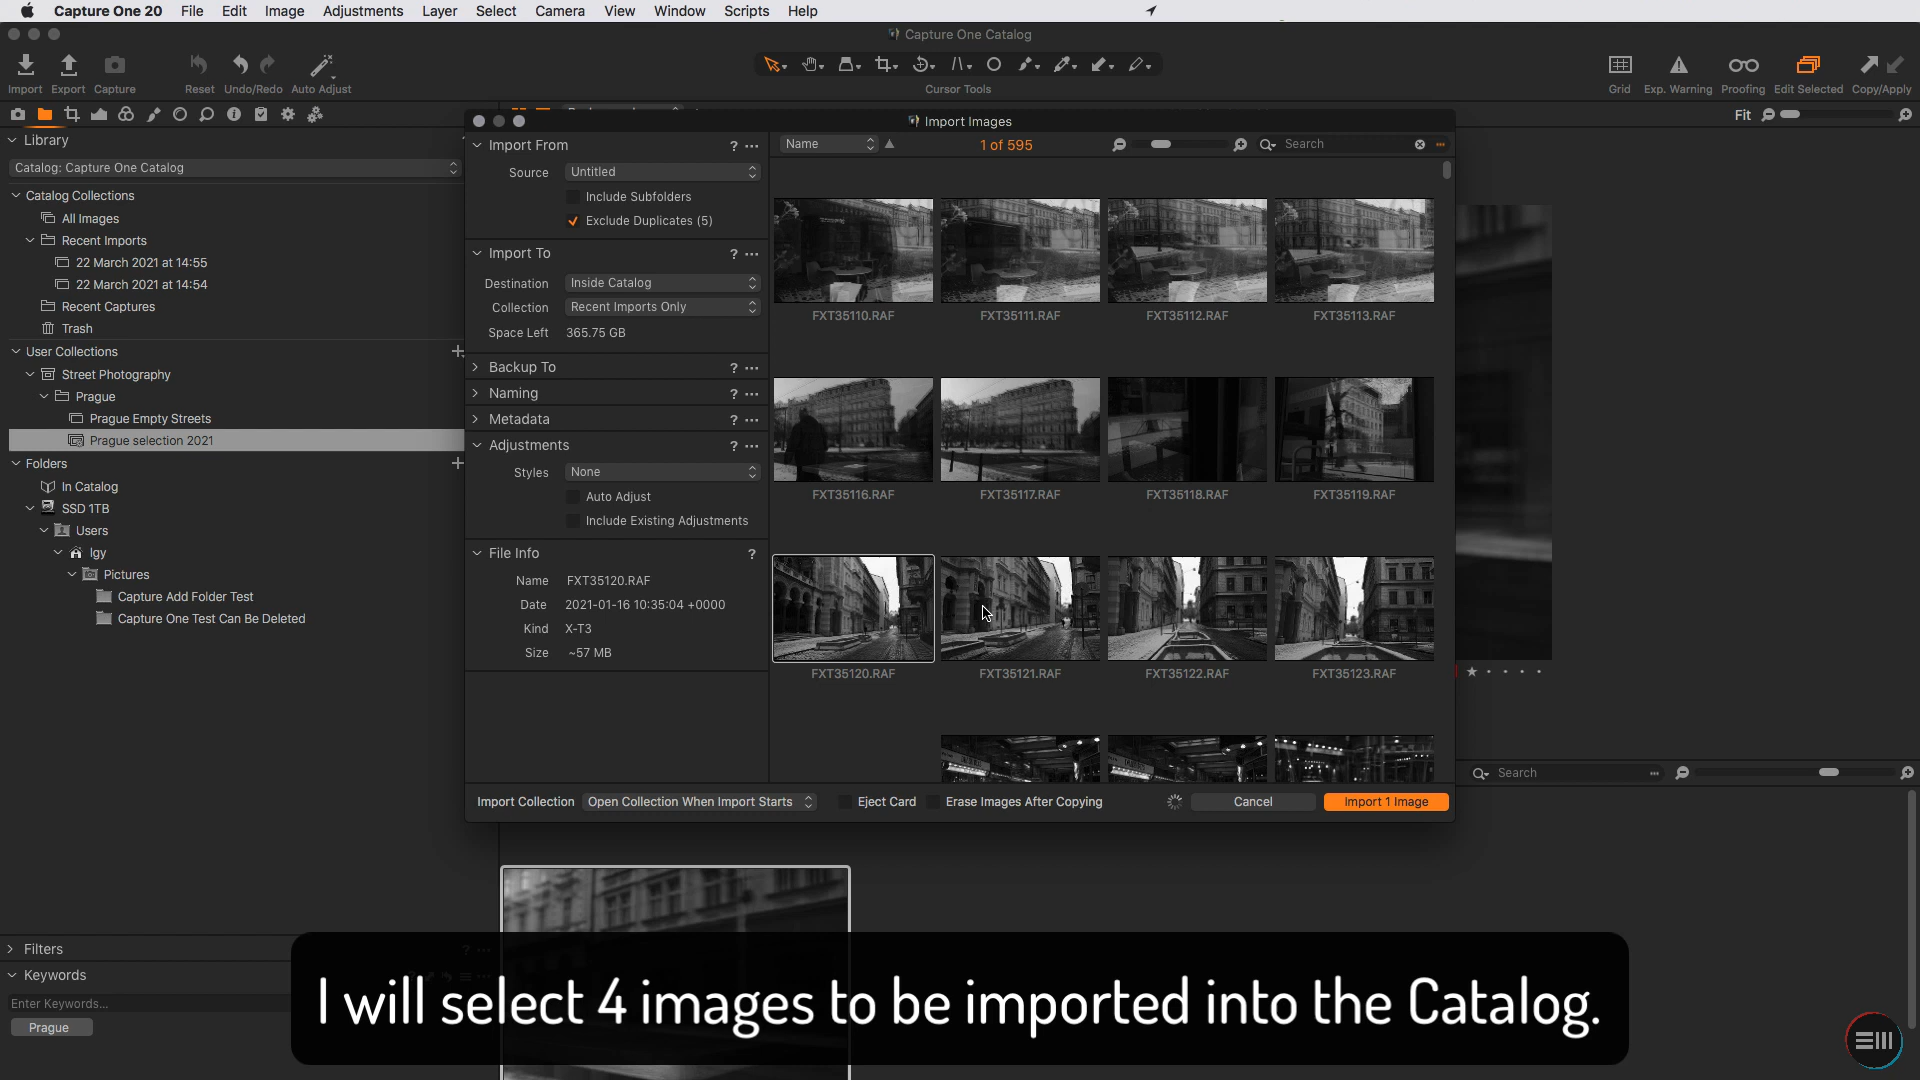 Capture One 20 File Edit Image Adjustments Layer Select Camera View Window Scripts Help
Capture One Catalog
Import Export Capture Reset Undo/Redo Auto Adjust Cursor Tools Grid Exp. Warning Proofing Edit Selected Copy/Apply
Fit
Library
Catalog: Capture One Catalog
Catalog Collections
All Images
Recent Imports
22 March 2021 at 14:55
22 March 2021 at 14:54
Recent Captures
Trash
User Collections
Street Photography
Prague
Prague Empty Streets
Prague selection 2021
Folders
In Catalog
SSD 1TB
Users
lgy
Pictures
Capture Add Folder Test
Capture One Test Can Be Deleted
Filters
Keywords
Enter Keywords...
Prague
Import Images
Import From ?
Source Untitled
Include Subfolders
Exclude Duplicates (5)
Import To ?
Destination Inside Catalog
Collection Recent Imports Only
Space Left 365.75 GB
Backup To ?
Naming ?
Metadata ?
Adjustments ?
Styles None
Auto Adjust
Include Existing Adjustments
File Info ?
Name FXT35120.RAF
Date 2021-01-16 10:35:04 +0000
Kind X-T3
Size ~57 MB
Name 1 of 595 Search
FXT35110.RAF FXT35111.RAF FXT35112.RAF FXT35113.RAF
FXT35116.RAF FXT35117.RAF FXT35118.RAF FXT35119.RAF
FXT35120.RAF FXT35121.RAF FXT35122.RAF FXT35123.RAF
Import Collection Open Collection When Import Starts Eject Card Erase Images After Copying Cancel Import 1 Image
Search
I will select 4 images to be imported into the Catalog.